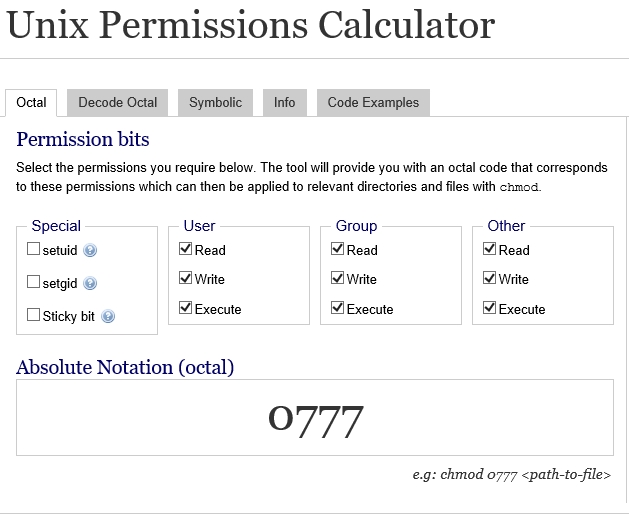 Unix Permissions Calculator
Octal Decode Octal Symbolic Info Code Examples
Permission bits
Select the permissions you require below. The tool will provide you with an octal code that corresponds
to these permissions which can then be applied to relevant directories and files with chmod.
Special User Group Other
setuid ? Read Read Read
setgid ? Write Write Write
Sticky bit ? Execute Execute Execute
Absolute Notation (octal)
0777
e.g: chmod 0777 <path-to-file>